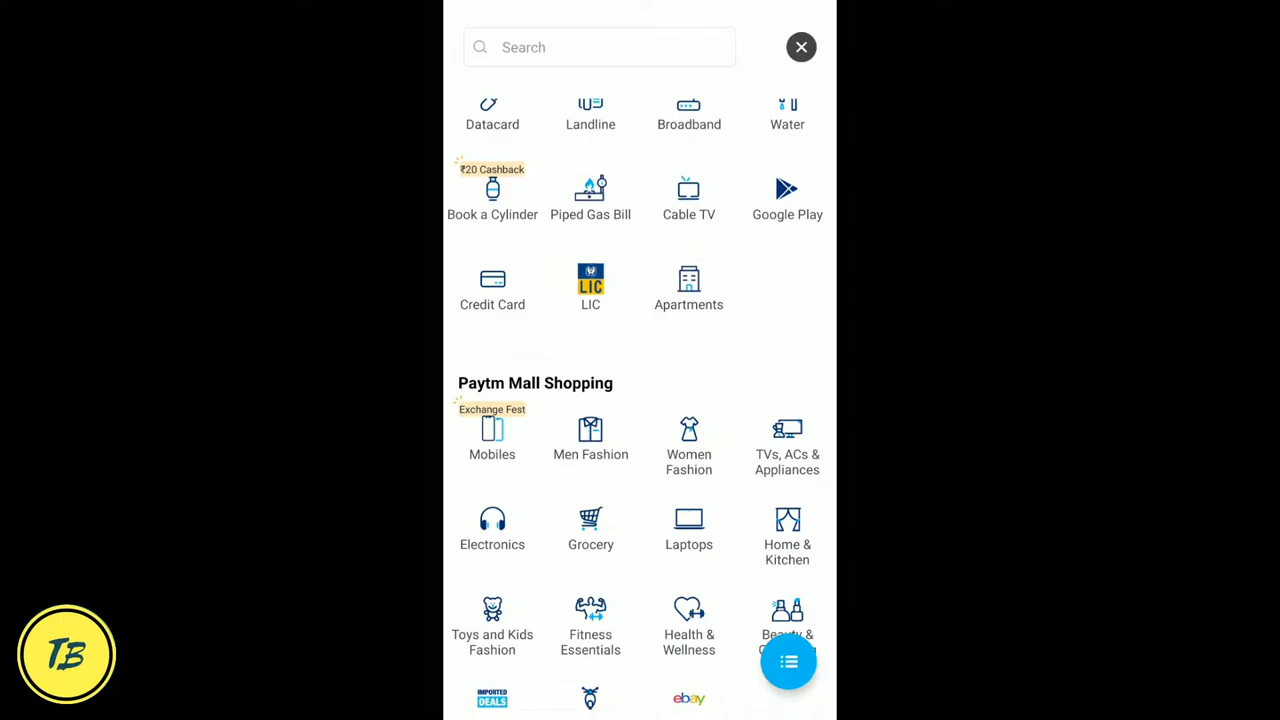 Search
Datacard Landline Broadband Water
₹20 Cashback
Book a Cylinder Piped Gas Bill Cable TV Google Play
LIC
Credit Card LIC Apartments
Paytm Mall Shopping
Exchange Fest
Mobiles Men Fashion Women TVs, ACs &
Fashion Appliances
Electronics Grocery Laptops Home &
Kitchen
Toys and Kids Fitness Health & Beauty &
Fashion Essentials Wellness
IMPORTED
DEALS
ebay
TB